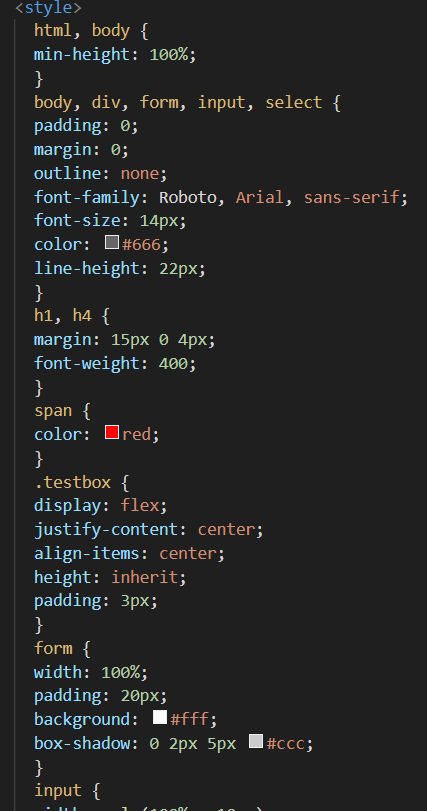 <style>
html, body {
min-height: 100%;
}
body, div, form, input, select {
padding: 0;
margin: 0;
outline: none;
font-family: Roboto, Arial, sans-serif;
font-size: 14px;
color: #666;
line-height: 22px;
}
h1, h4 {
margin: 15px 0 4px;
font-weight: 400;
}
span {
color: red;
}
.testbox {
display: flex;
justify-content: center;
align-items: center;
height: inherit;
padding: 3px;
}
form {
width: 100%;
padding: 20px;
background: #fff;
box-shadow: 0 2px 5px #ccc;
}
input {